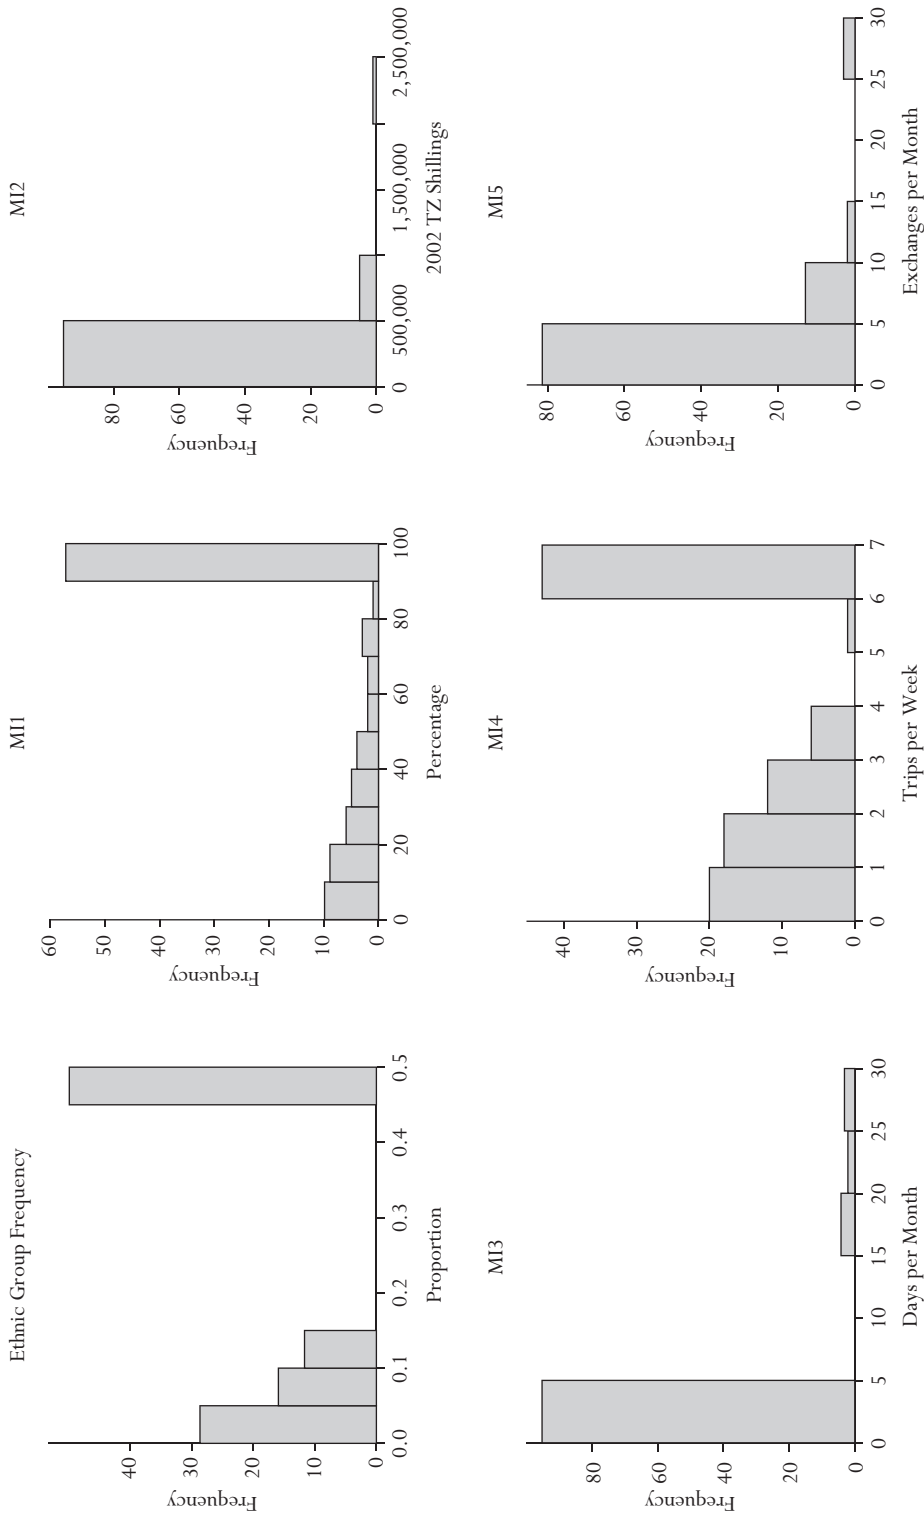 Ethnic Group Frequency
Frequency
0 10 20 30 40
0.0 0.1 0.2 0.3 0.4 0.5
Proportion
MI1
Frequency
0 10 20 30 40 50 60
0 20 40 60 80 100
Percentage
MI2
Frequency
0 20 40 60 80
0 500,000 1,500,000 2,500,000
2002 TZ Shillings
MI3
Frequency
0 20 40 60 80
0 5 10 15 20 25 30
Days per Month
MI4
Frequency
0 10 20 30 40
0 1 2 3 4 5 6 7
Trips per Week
MI5
Frequency
0 20 40 60 80
0 5 10 15 20 25 30
Exchanges per Month